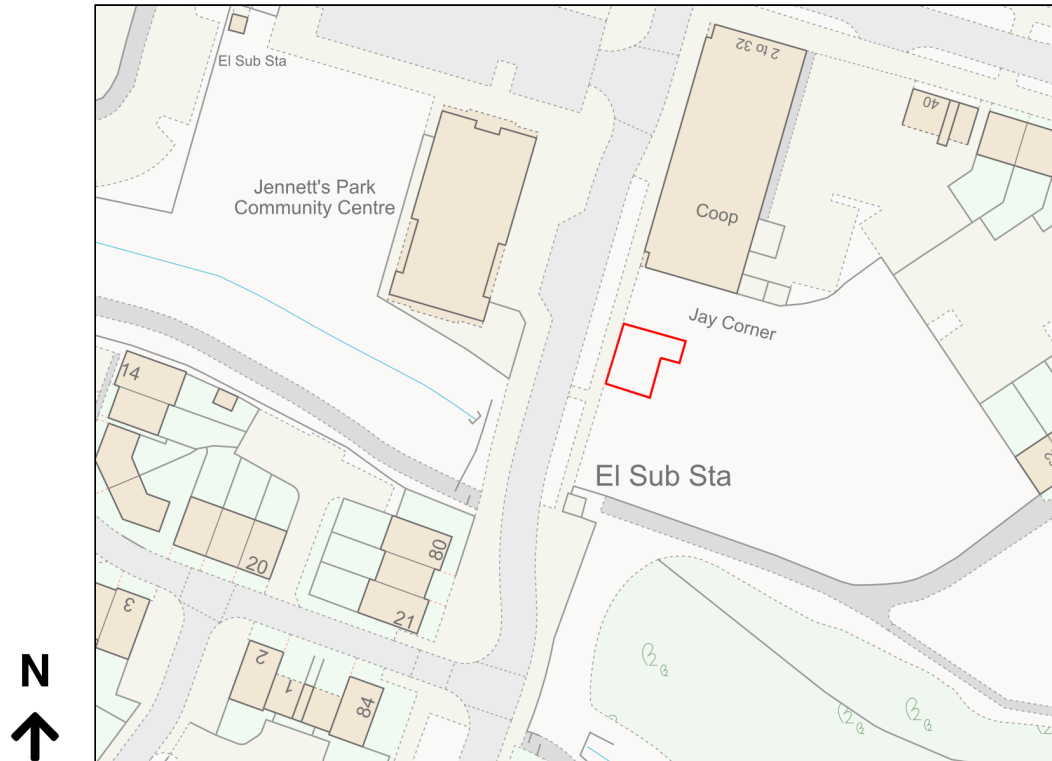 El Sub Sta
2 to 32
40
Jennett's Park
Community Centre
Coop
Jay Corner
14
El Sub Sta
20
80
21
3
2
1
84
N